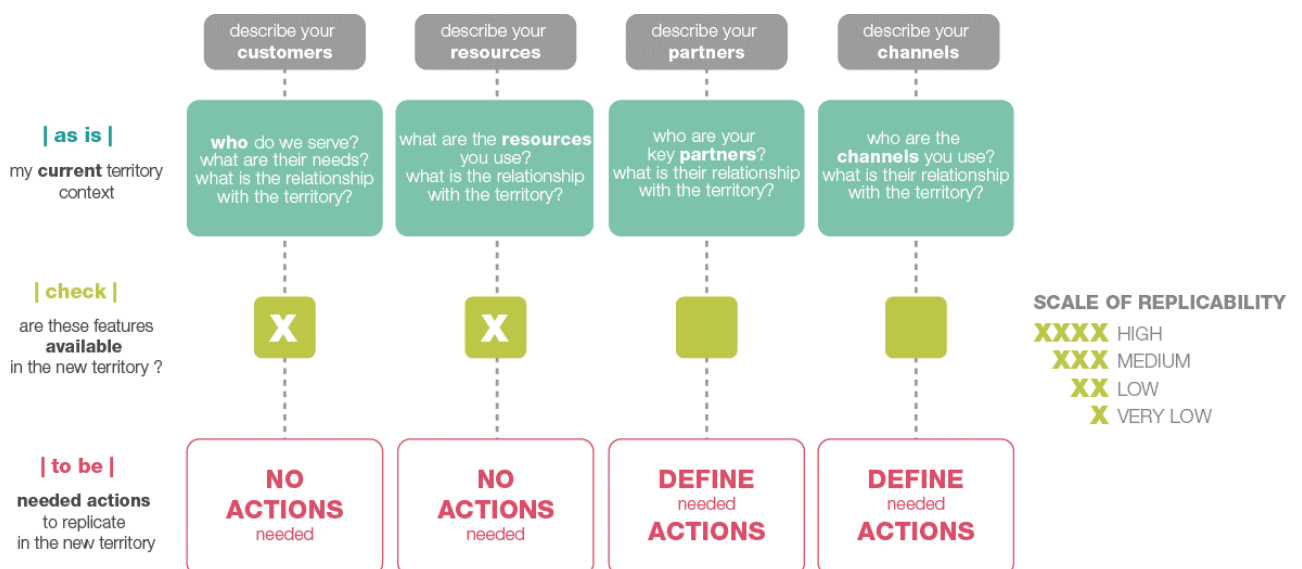 describe your
customers
describe your
resources
describe your
partners
describe your
channels
| as is |
my current territory
context
who do we serve?
what are their needs?
what is the relationship
with the territory?
what are the resources
you use?
what is the relationship
with the territory?
who are your
key partners?
what is their relationship
with the territory?
who are the
channels you use?
what is their relationship
with the territory?
| check |
are these features
available
in the new territory ?
X
X
SCALE OF REPLICABILITY
XXXX HIGH
XXX MEDIUM
XX LOW
X VERY LOW
| to be |
needed actions
to replicate
in the new territory
NO
ACTIONS
needed
NO
ACTIONS
needed
DEFINE
needed
ACTIONS
DEFINE
needed
ACTIONS